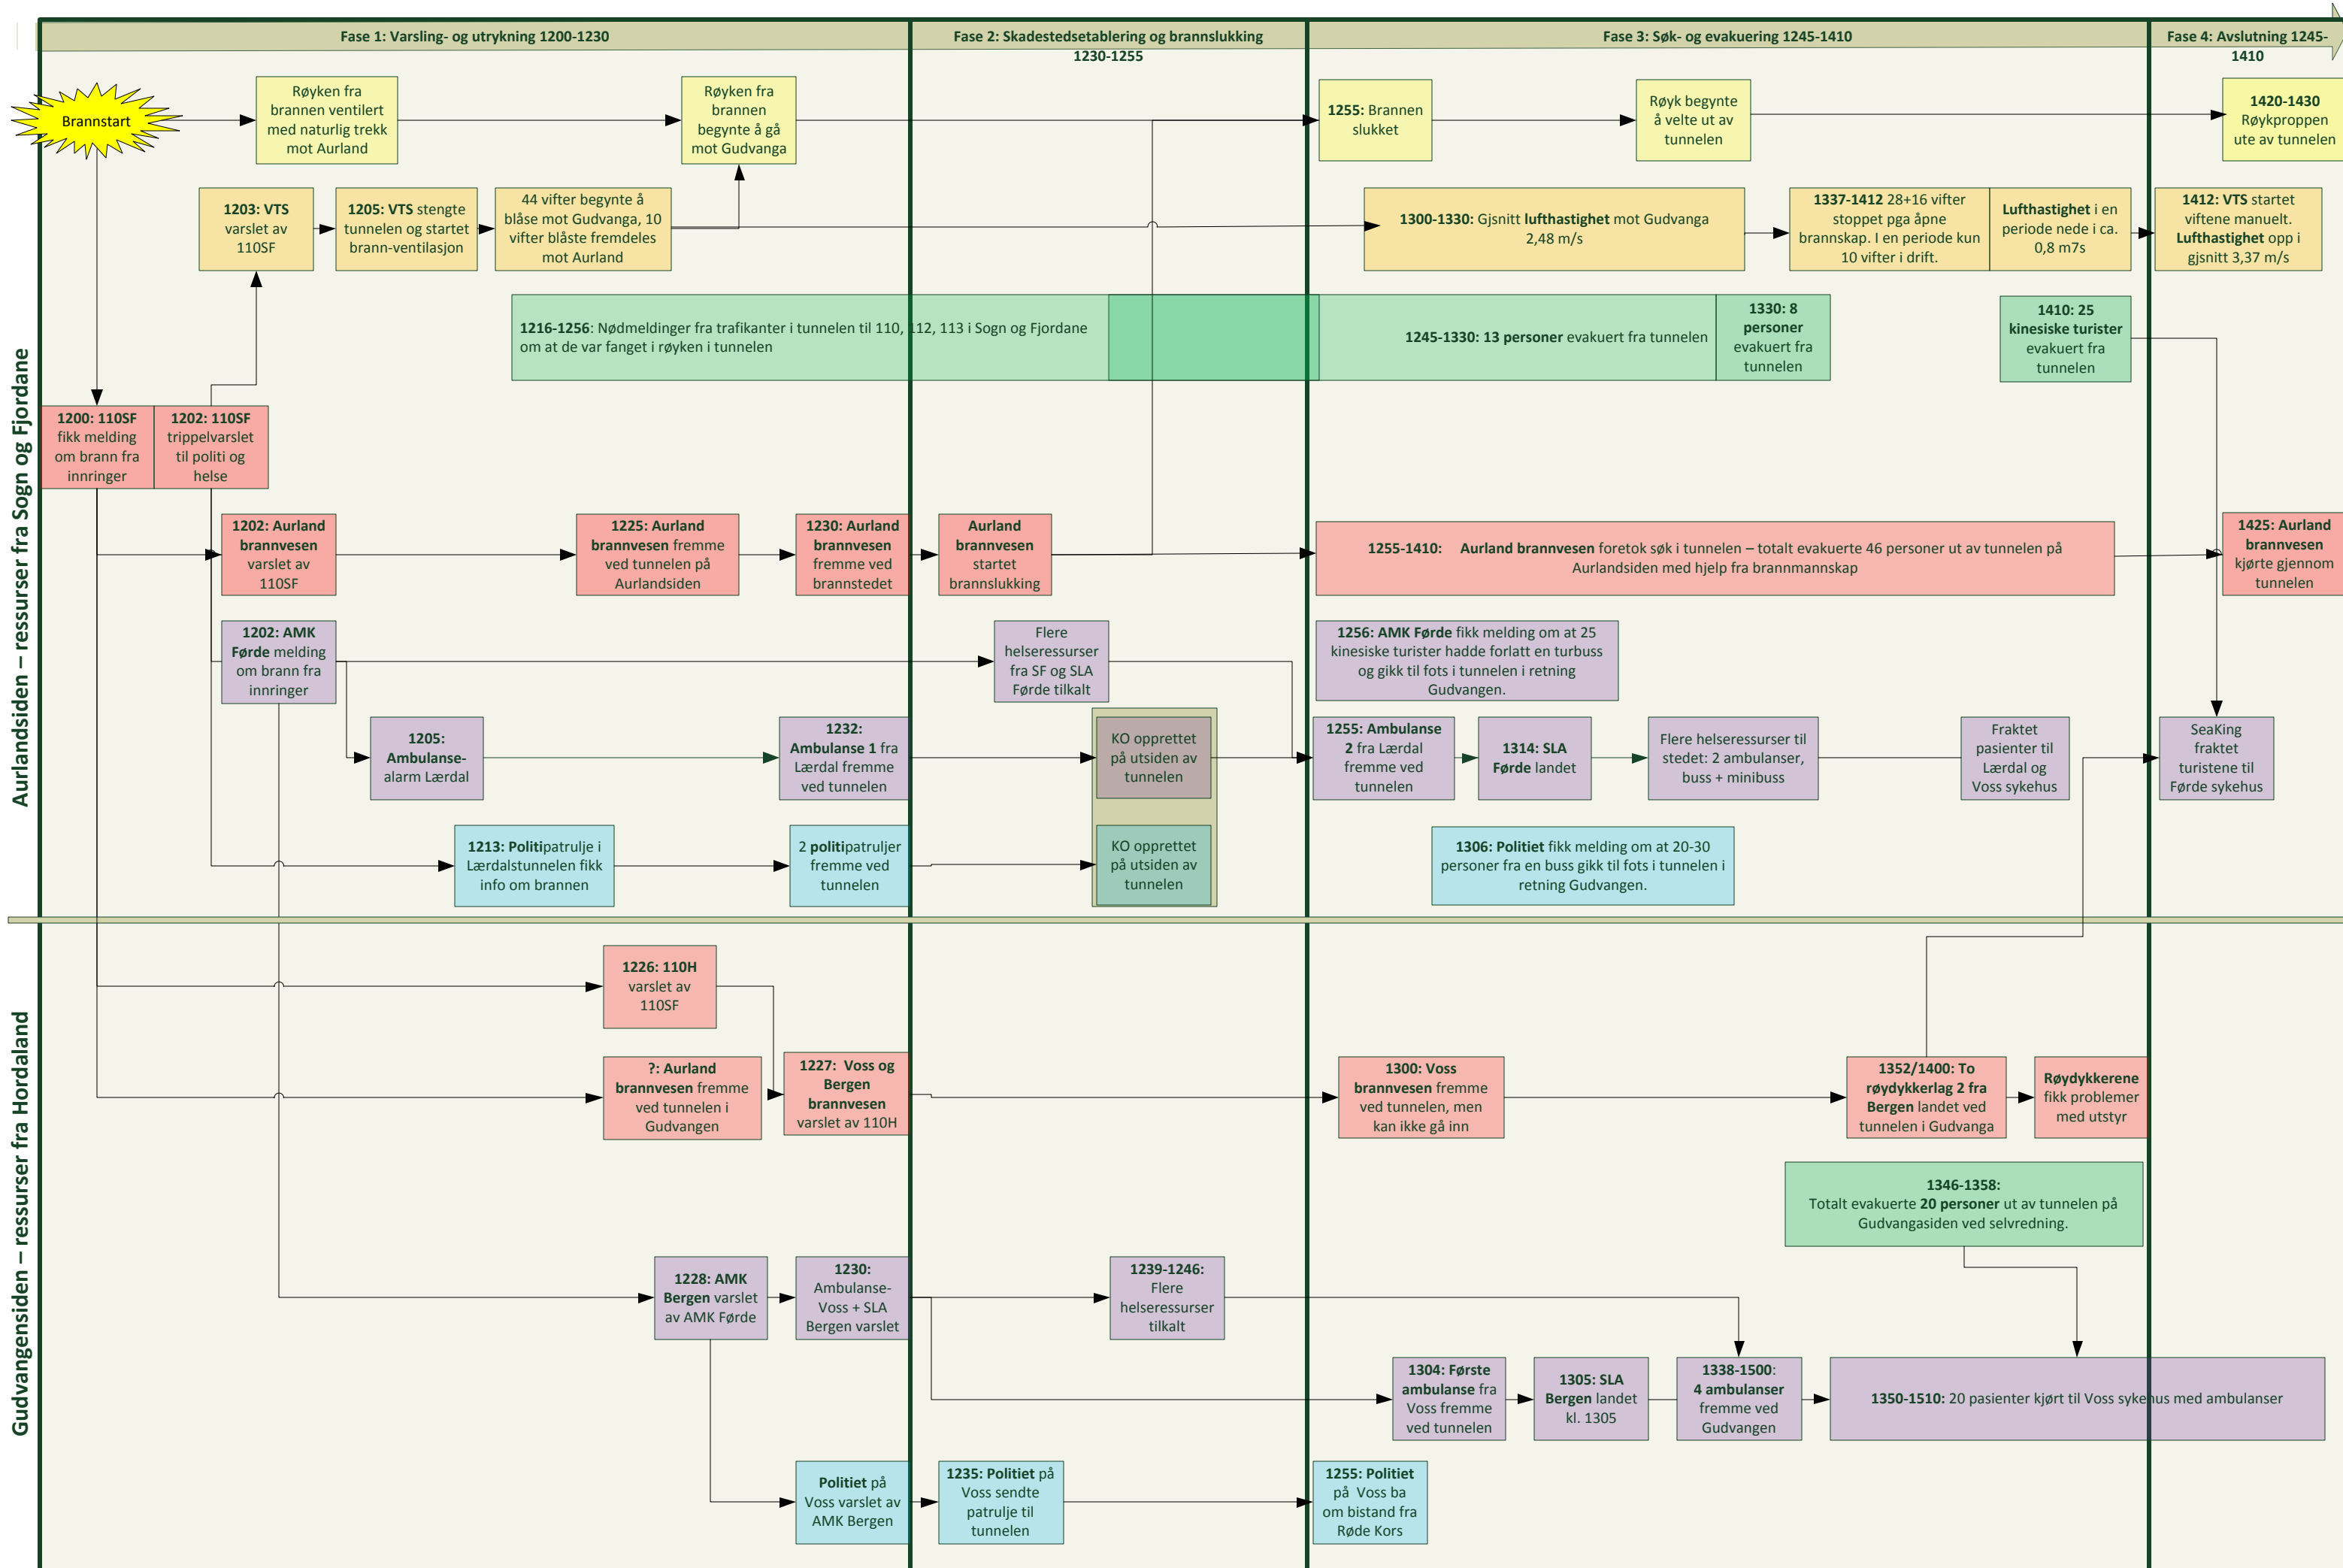 Fase 1: Varsling- og utrykning 1200-1230
Fase 2: Skadestedsetablering og brannslukking
1230-1255
Fase 3: Søk- og evakuering 1245-1410
Fase 4: Avslutning 1245-
1410
Aurlandsiden – ressurser fra Sogn og Fjordane
Brannstart
Røyken fra
brannen ventilert
med naturlig trekk
mot Aurland
Røyken fra
brannen
begynte å gå
mot Gudvanga
1255: Brannen
slukket
Røyk begynte
å velte ut av
tunnelen
1420-1430
Røykproppen
ute av tunnelen
1203: VTS
varslet av
110SF
1205: VTS stengte
tunnelen og startet
brann-ventilasjon
44 vifter begynte å
blåse mot Gudvanga, 10
vifter blåste fremdeles
mot Aurland
1300-1330: Gjsnitt lufthastighet mot Gudvanga
2,48 m/s
1337-1412 28+16 vifter
stoppet pga åpne
brannskap. I en periode kun
10 vifter i drift.
Lufthastighet i en
periode nede i ca.
0,8 m7s
1412: VTS startet
viftene manuelt.
Lufthastighet opp i
gjsnitt 3,37 m/s
1216-1256: Nødmeldinger fra trafikanter i tunnelen til 110, 112, 113 i Sogn og Fjordane
om at de var fanget i røyken i tunnelen
1245-1330: 13 personer evakuert fra tunnelen
1330: 8
personer
evakuert fra
tunnelen
1410: 25
kinesiske turister
evakuert fra
tunnelen
1200: 110SF
fikk melding
om brann fra
innringer
1202: 110SF
trippelvarslet
til politi og
helse
1202: Aurland
brannvesen
varslet av
110SF
1225: Aurland
brannvesen fremme
ved tunnelen på
Aurlandsiden
1230: Aurland
brannvesen
fremme ved
brannstedet
Aurland
brannvesen
startet
brannslukking
1255-1410: Aurland brannvesen foretok søk i tunnelen – totalt evakuerte 46 personer ut av tunnelen på
Aurlandsiden med hjelp fra brannmannskap
1425: Aurland
brannvesen
kjørte gjennom
tunnelen
1202: AMK
Førde melding
om brann fra
innringer
Flere
helseressurser
fra SF og SLA
Førde tilkalt
1256: AMK Førde fikk melding om at 25
kinesiske turister hadde forlatt en turbuss
og gikk til fots i tunnelen i retning
Gudvangen.
1205:
Ambulanse-
alarm Lærdal
1232:
Ambulanse 1 fra
Lærdal fremme
ved tunnelen
KO opprettet
på utsiden av
tunnelen
1255: Ambulanse
2 fra Lærdal
fremme ved
tunnelen
1314: SLA
Førde landet
Flere helseressurser til
stedet: 2 ambulanser,
buss + minibuss
Fraktet
pasienter til
Lærdal og
Voss sykehus
SeaKing
fraktet
turistene til
Førde sykehus
1213: Politipatrulje i
Lærdalstunnelen fikk
info om brannen
2 politipatruljer
fremme ved
tunnelen
KO opprettet
på utsiden av
tunnelen
1306: Politiet fikk melding om at 20-30
personer fra en buss gikk til fots i tunnelen i
retning Gudvangen.
Gudvangensiden – ressurser fra Hordaland
1226: 110H
varslet av
110SF
?: Aurland
brannvesen fremme
ved tunnelen i
Gudvangen
1227: Voss og
Bergen
brannvesen
varslet av 110H
1300: Voss
brannvesen fremme
ved tunnelen, men
kan ikke gå inn
1352/1400: To
røydykkerlag 2 fra
Bergen landet ved
tunnelen i Gudvanga
Røydykkerene
fikk problemer
med utstyr
1346-1358:
Totalt evakuerte 20 personer ut av tunnelen på
Gudvangasiden ved selvredning.
1228: AMK
Bergen varslet
av AMK Førde
1230:
Ambulanse-
Voss + SLA
Bergen varslet
1239-1246:
Flere
helseressurser
tilkalt
1304: Første
ambulanse fra
Voss fremme
ved tunnelen
1305: SLA
Bergen landet
kl. 1305
1338-1500:
4 ambulanser
fremme ved
Gudvangen
1350-1510: 20 pasienter kjørt til Voss sykehus med ambulanser
Politiet på
Voss varslet av
AMK Bergen
1235: Politiet på
Voss sendte
patrulje til
tunnelen
1255: Politiet
på Voss ba
om bistand fra
Røde Kors